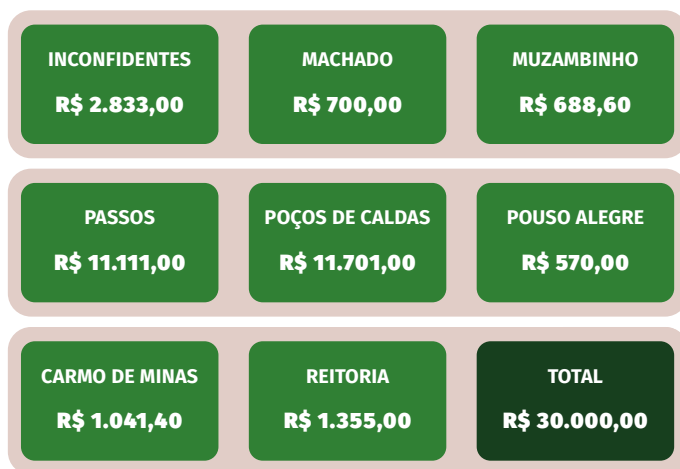 INCONFIDENTES
R$ 2.833,00
MACHADO
R$ 700,00
MUZAMBINHO
R$ 688,60
PASSOS
R$ 11.111,00
POÇOS DE CALDAS
R$ 11.701,00
POUSO ALEGRE
R$ 570,00
CARMO DE MINAS
R$ 1.041,40
REITORIA
R$ 1.355,00
TOTAL
R$ 30.000,00